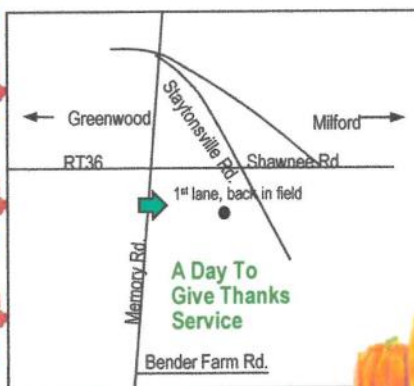 Greenwood
Milford
Staytonsville Rd.
RT36
Shawnee Rd
1st lane, back in field
Memory Rd.
A Day To
Give Thanks
Service
Bender Farm Rd.